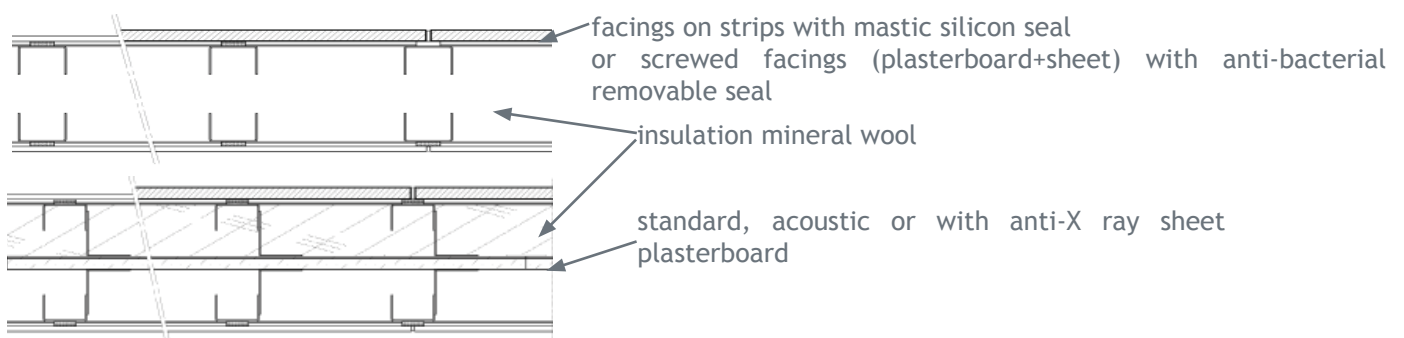 facings on strips with mastic silicon seal
or screwed facings (plasterboard+sheet) with anti-bacterial
removable seal
insulation mineral wool
standard, acoustic or with anti-X ray sheet
plasterboard